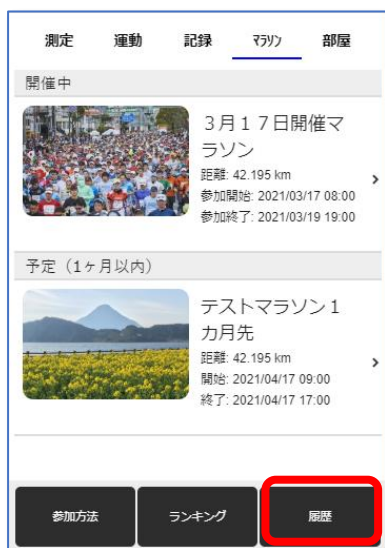 測定 運動 記録 ﾏﾗｿﾝ 部屋
開催中
３月１７日開催マ
ラソン
距離: 42.195 km
参加開始: 2021/03/17 08:00
参加終了: 2021/03/19 19:00
予定（1ヶ月以内）
テストマラソン１
カ月先
距離: 42.195 km
開始: 2021/04/17 09:00
終了: 2021/04/17 17:00
参加方法 ランキング 履歴